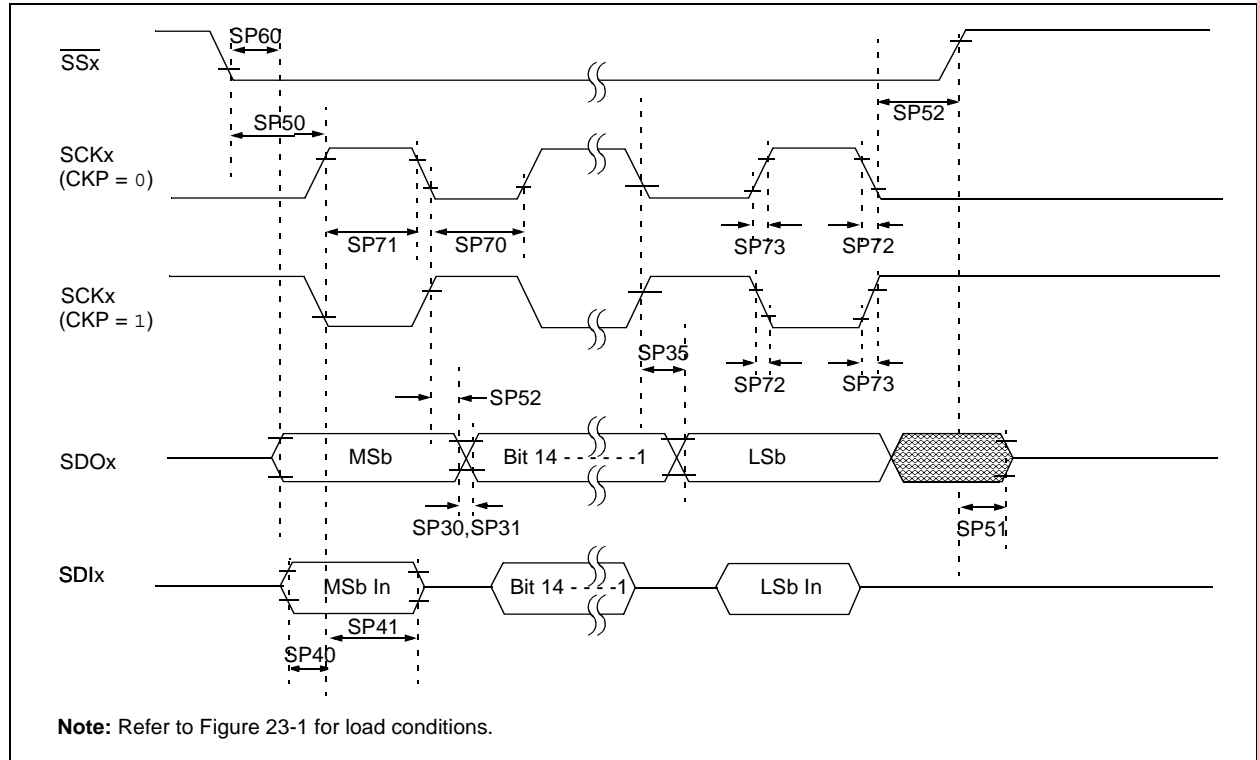 SP60
SSx
SP52
SP50
SCKx
(CKP = 0)
SP71
SP70
SP73
SP72
SCKx
(CKP = 1)
SP35
SP72
SP73
SP52
SDOx
MSb
Bit 14 - - - - - -1
LSb
SP30,SP31
SP51
SDIx
MSb In
Bit 14 - - - -1
LSb In
SP41
SP40
Note: Refer to Figure 23-1 for load conditions.